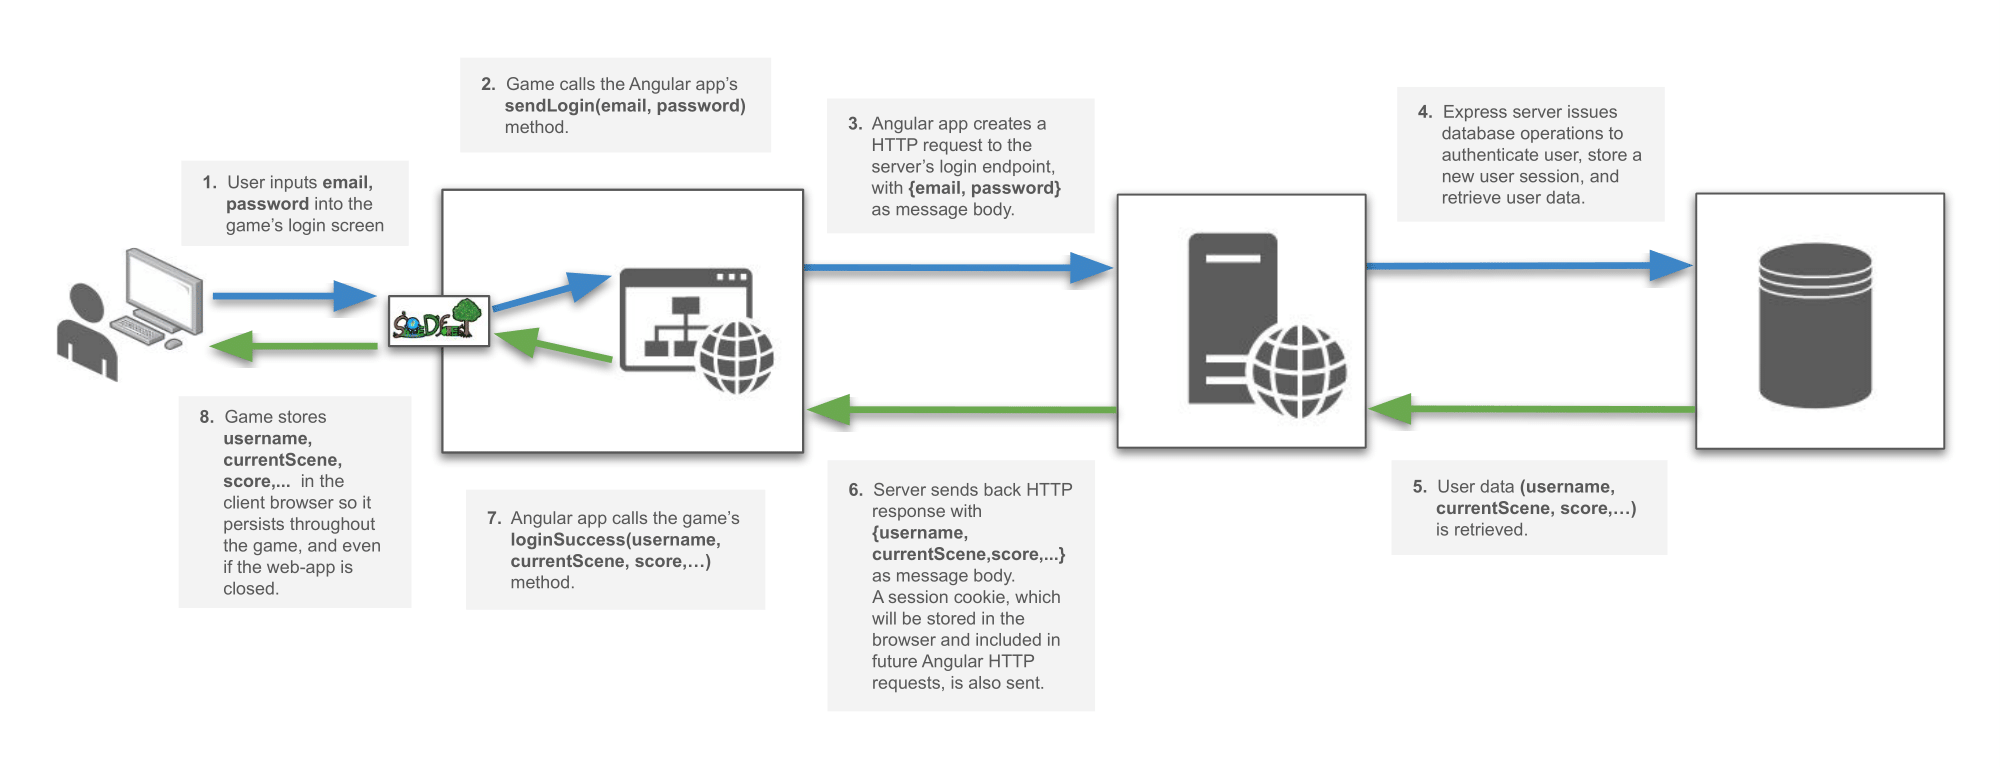 1. User inputs email,
password into the
game's login screen
2. Game calls the Angular app's
sendLogin(email, password)
method.
3. Angular app creates a
HTTP request to the
server's login endpoint,
with {email, password}
as message body.
4. Express server issues
database operations to
authenticate user, store a
new user session, and
retrieve user data.
5. User data (username,
currentScene, score,...)
is retrieved.
6. Server sends back HTTP
response with
{username,
currentScene,score,...}
as message body.
A session cookie, which
will be stored in the
browser and included in
future Angular HTTP
requests, is also sent.
7. Angular app calls the game's
loginSuccess(username,
currentScene, score,...)
method.
8. Game stores
username,
currentScene,
score,... in the
client browser so it
persists throughout
the game, and even
if the web-app is
closed.